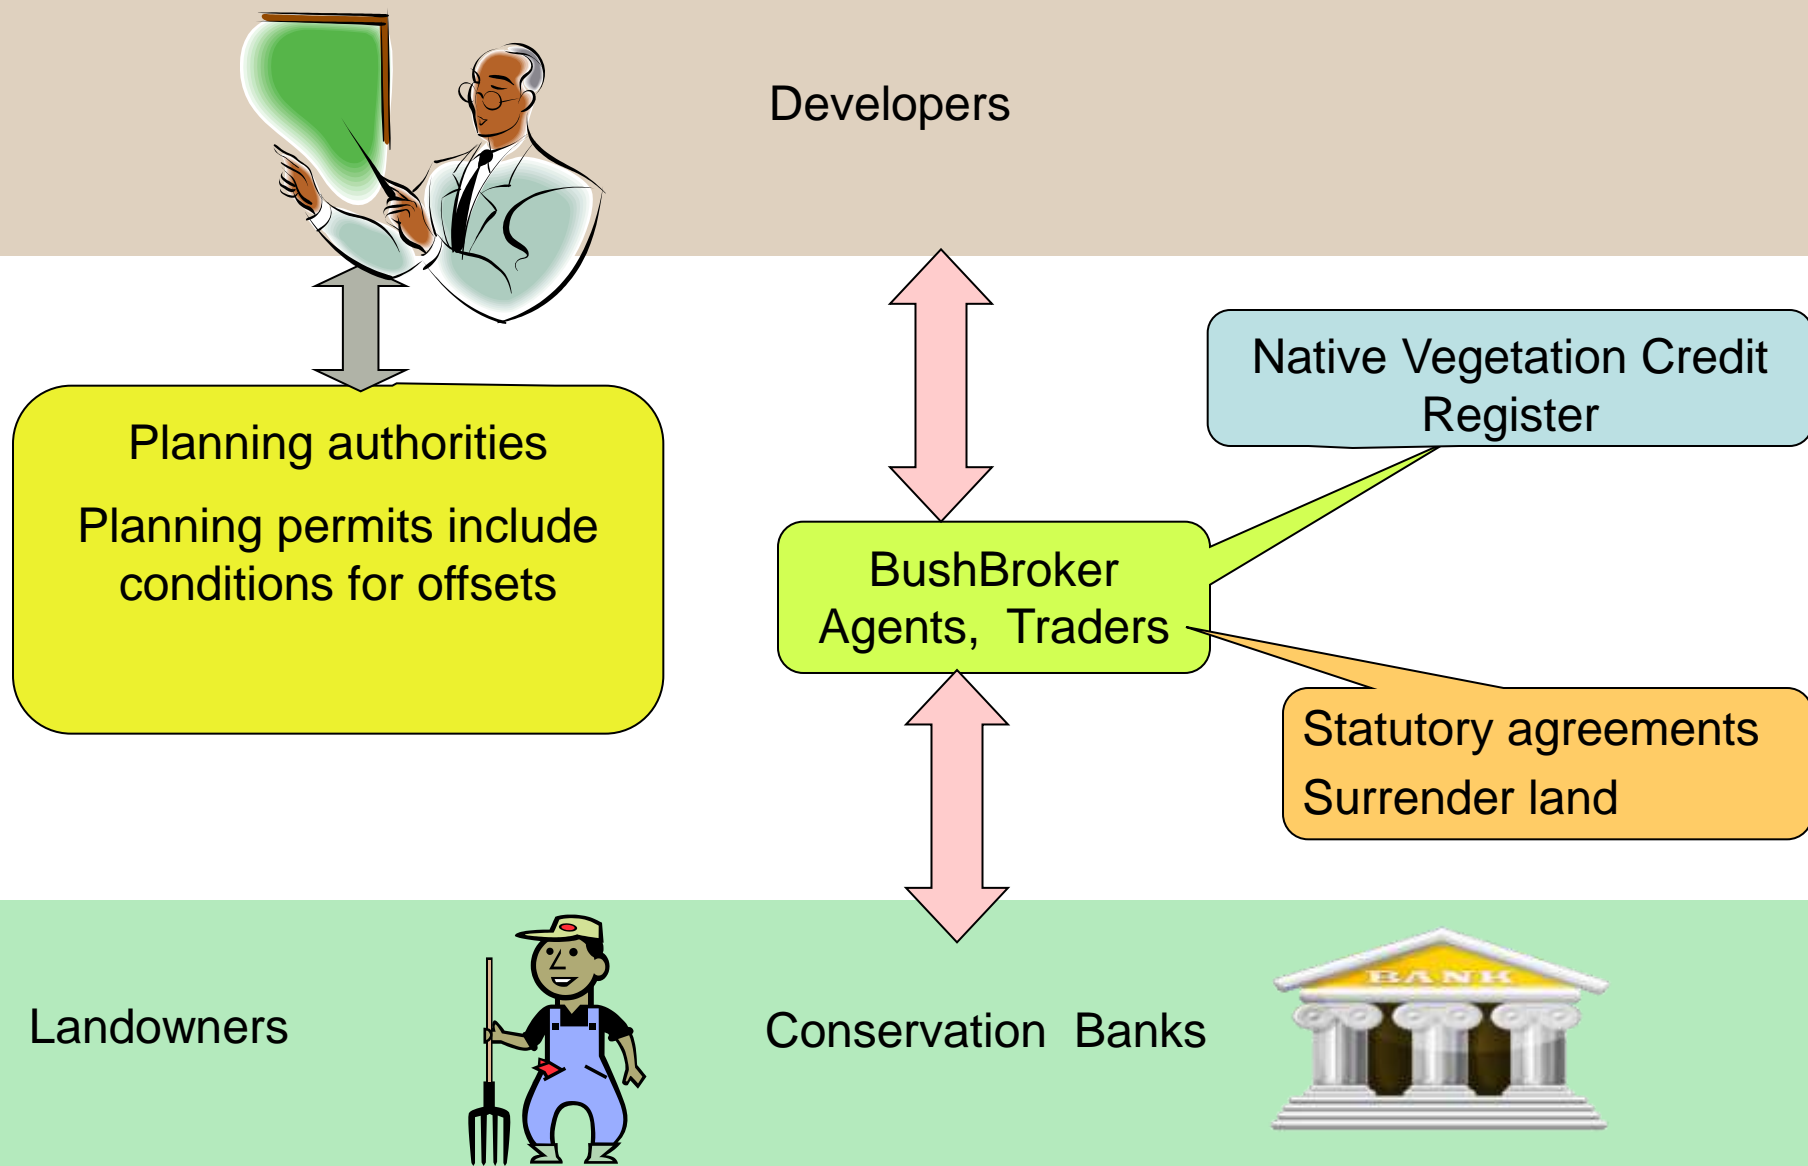 Developers
Native Vegetation Credit
Register
Planning authorities
Planning permits include
conditions for offsets
BushBroker
Agents,  Traders
Statutory agreements
Surrender land
Landowners
Conservation  Banks
BANK